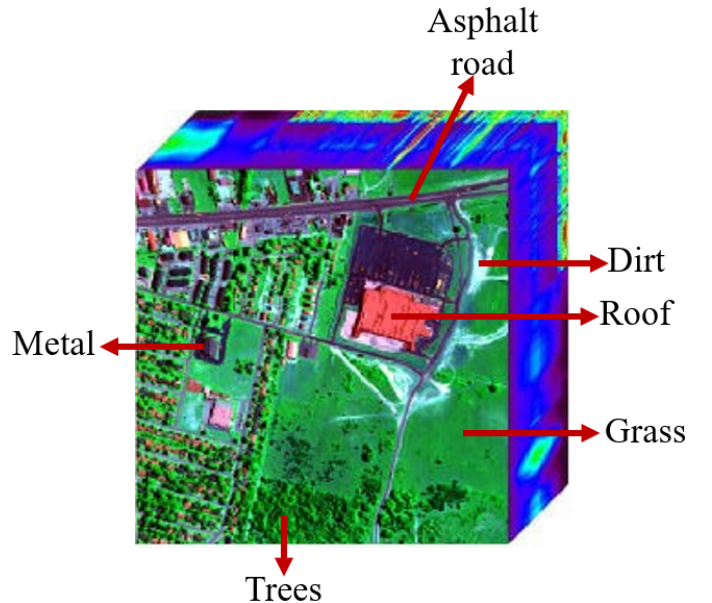 Asphalt
road
Dirt
Roof
Metal
Grass
Trees